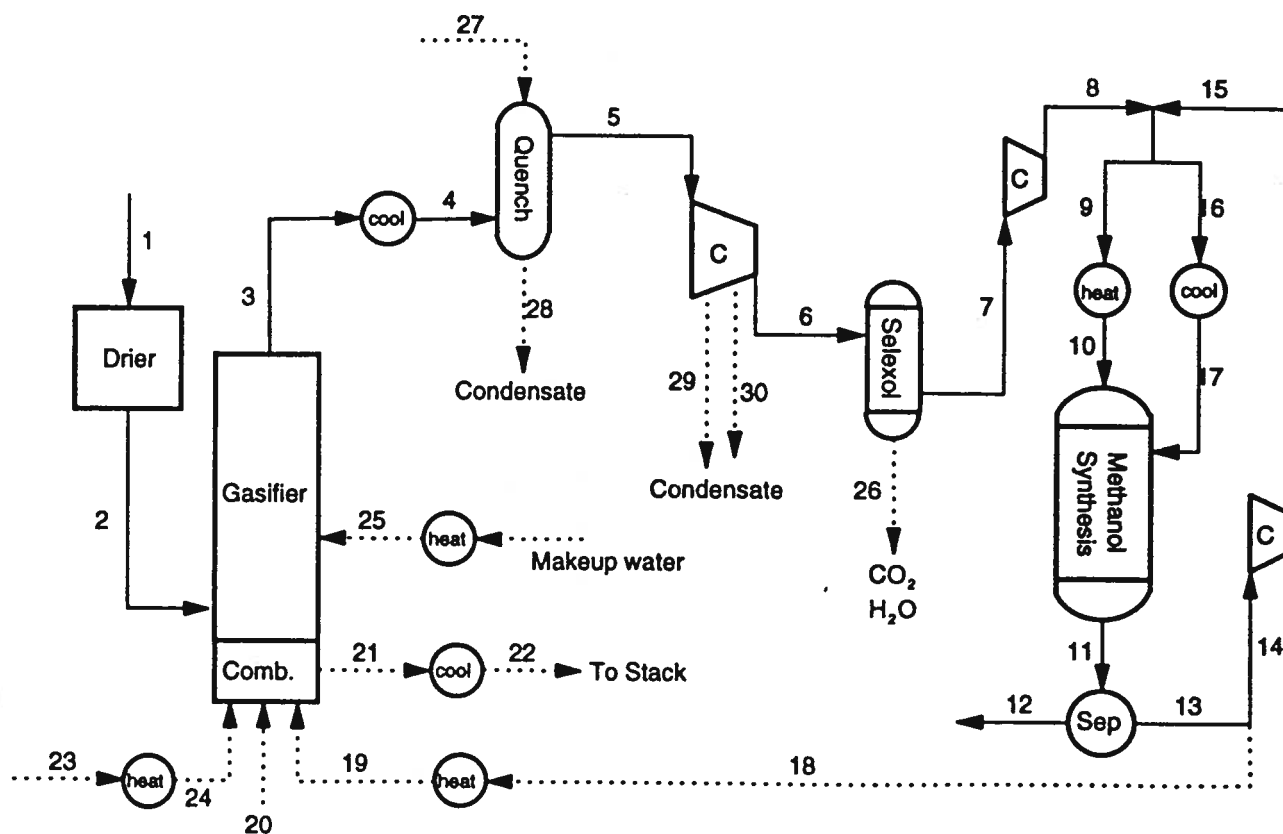 27
5
8
15
Quench
C
cool
4
9
16
1
3
heat
cool
C
28
6
7
Selexol
10
17
Drier
Condensate
29
30
Gasifier
Methanol
Synthesis
Condensate
26
2
25
heat
C
Makeup water
CO₂
H₂O
11
14
21
22
Comb.
cool
To Stack
12
Sep
13
23
heat
24
19
heat
18
20